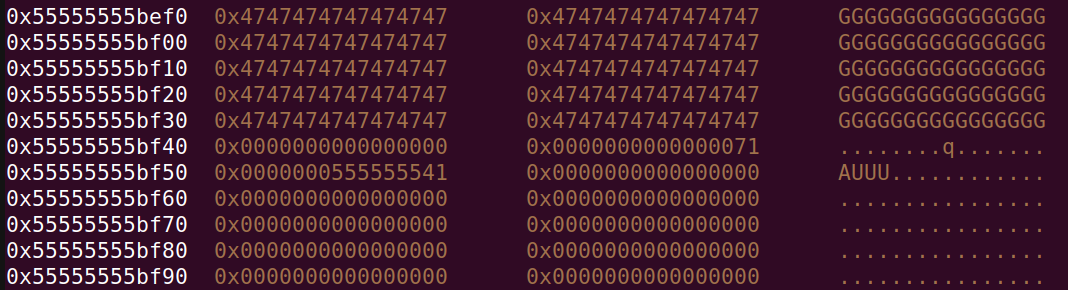 0x55555555bef0 0x4747474747474747 0x4747474747474747 GGGGGGGGGGGGGGGG
0x55555555bf00 0x4747474747474747 0x4747474747474747 GGGGGGGGGGGGGGGG
0x55555555bf10 0x4747474747474747 0x4747474747474747 GGGGGGGGGGGGGGGG
0x55555555bf20 0x4747474747474747 0x4747474747474747 GGGGGGGGGGGGGGGG
0x55555555bf30 0x4747474747474747 0x4747474747474747 GGGGGGGGGGGGGGGG
0x55555555bf40 0x0000000000000000 0x0000000000000071 ........q.......
0x55555555bf50 0x0000000555555541 0x0000000000000000 AUUU............
0x55555555bf60 0x0000000000000000 0x0000000000000000 ................
0x55555555bf70 0x0000000000000000 0x0000000000000000 ................
0x55555555bf80 0x0000000000000000 0x0000000000000000 ................
0x55555555bf90 0x0000000000000000 0x0000000000000000 ................